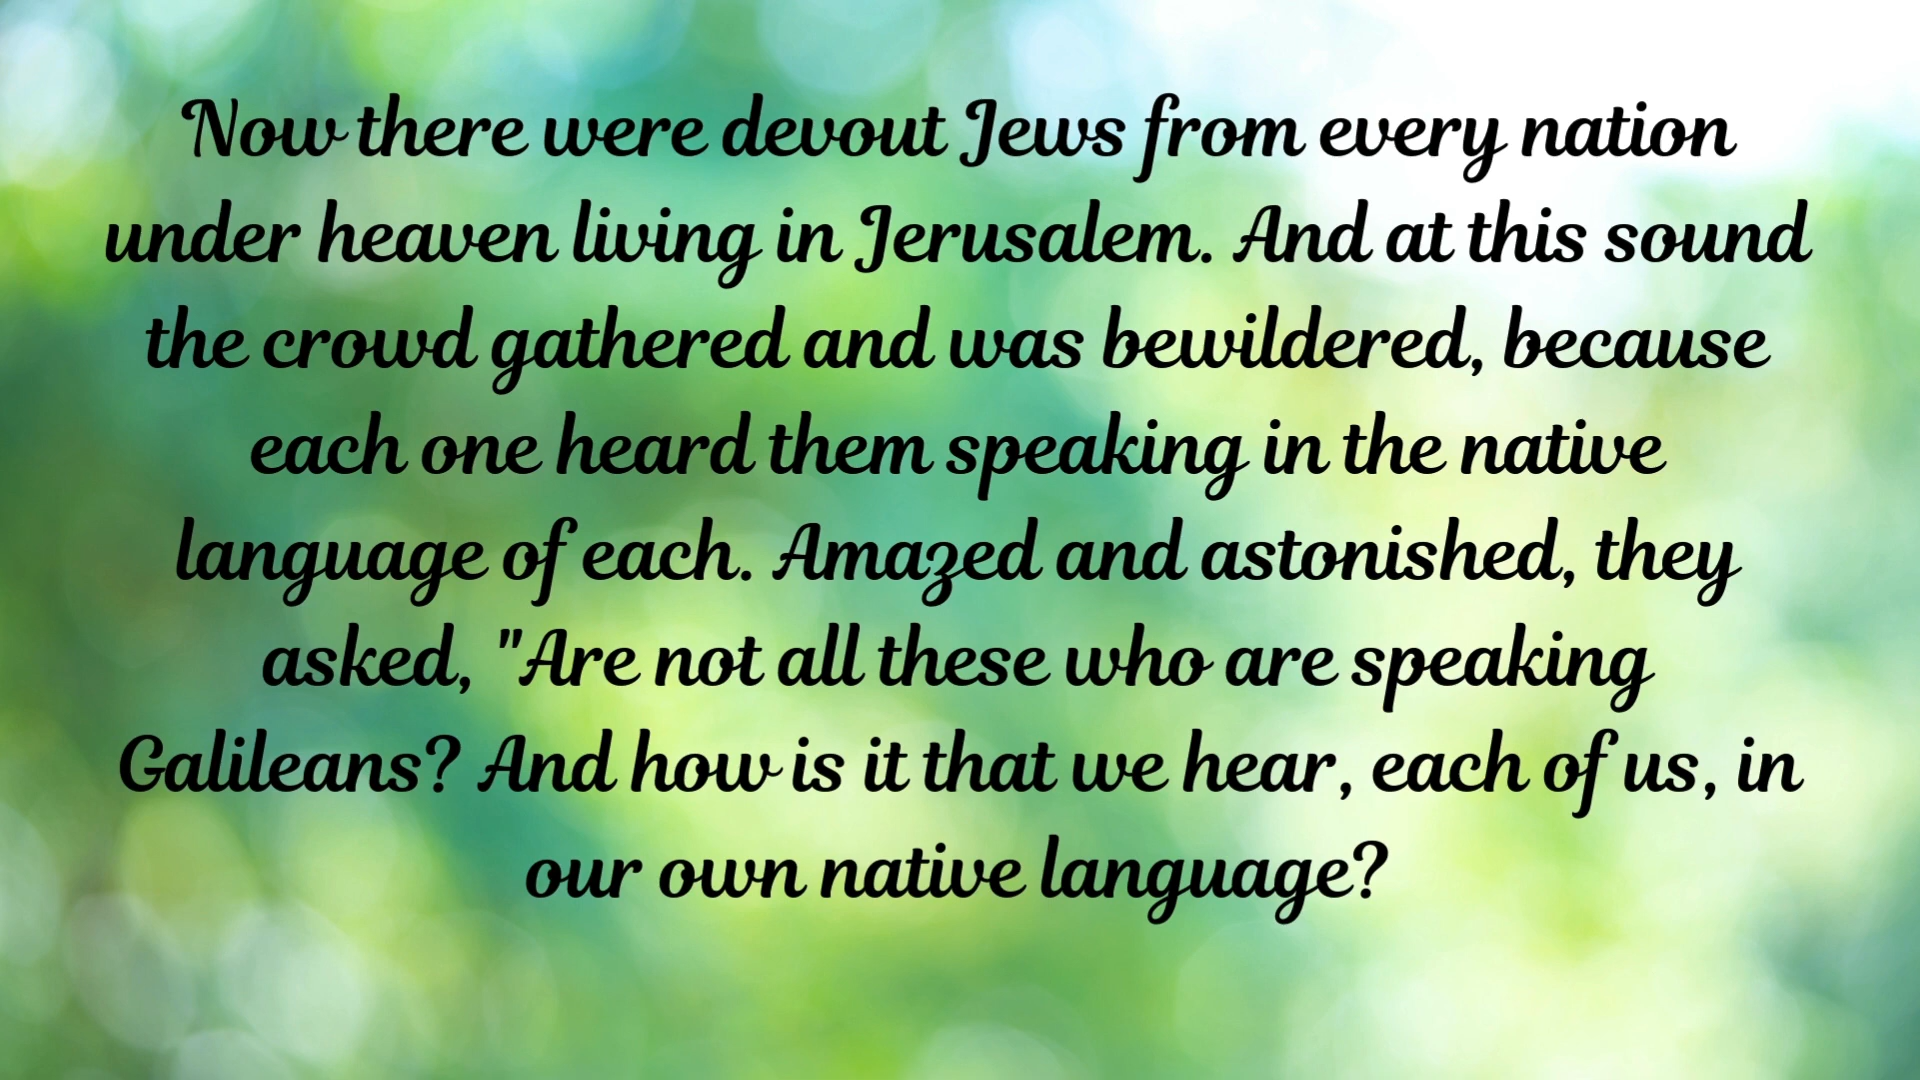 Now there were devout Jews from every nation
under heaven living in Jerusalem. And at this sound
the crowd gathered and was bewildered, because
each one heard them speaking in the native
language of each. Amazed and astonished, they
asked, "Are not all these who are speaking
Galileans? And how is it that we hear, each of us, in
our own native language?